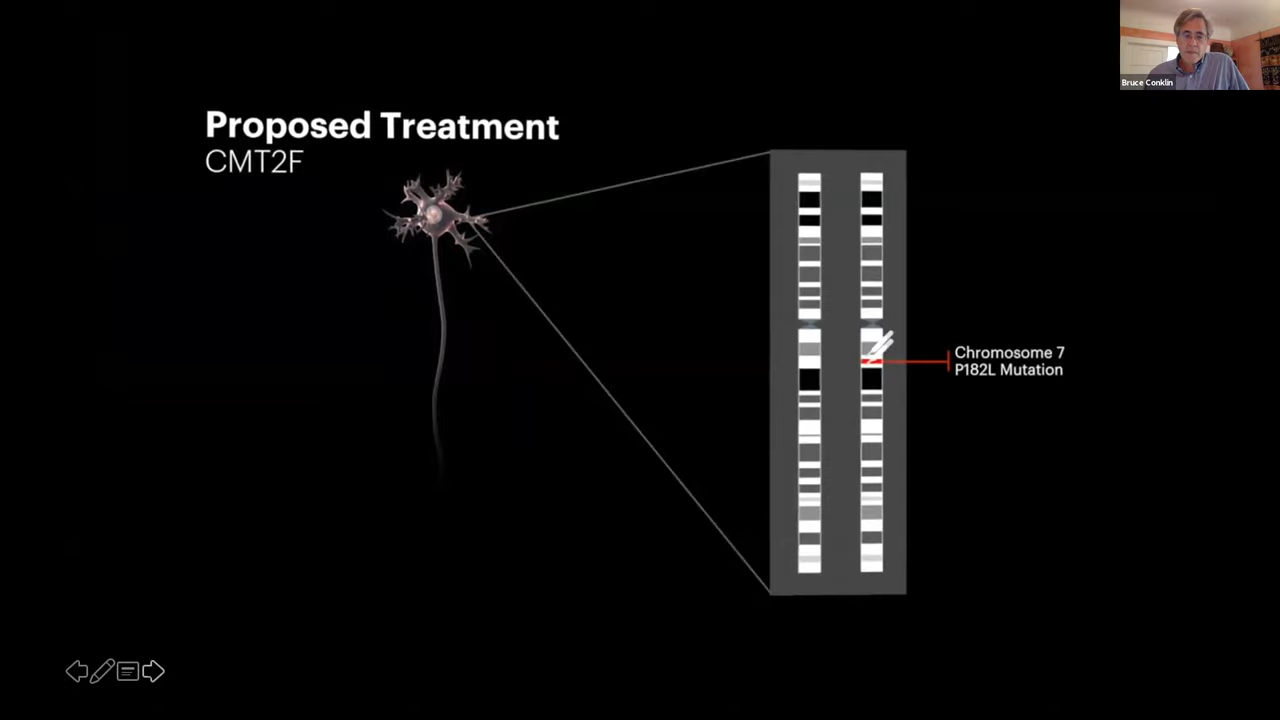 Bruce Conklin
Proposed Treatment
CMT2F
Chromosome 7
P182L Mutation